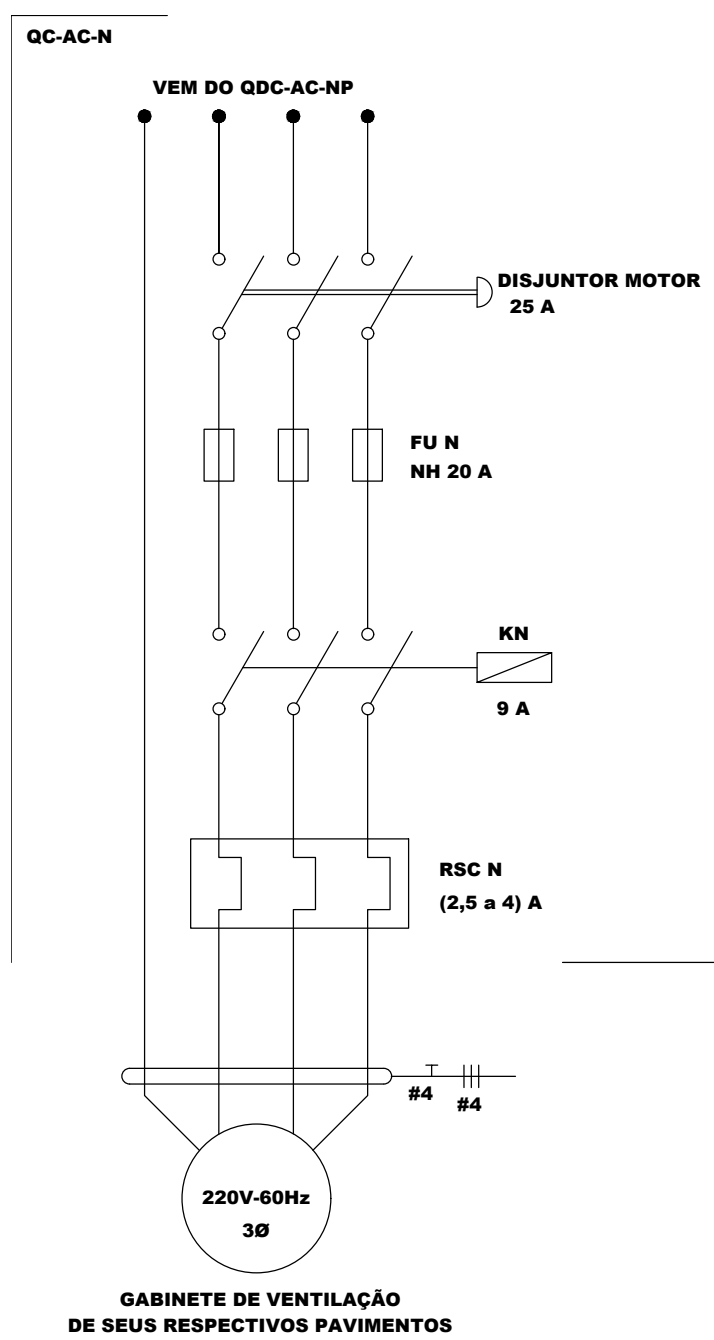 QC-AC-N
VEM DO QDC-AC-NP
DISJUNTOR MOTOR
25 A
FU N
NH 20 A
KN
9 A
RSC N
(2,5 a 4) A
#4
#4
220V-60Hz
3Ø
GABINETE DE VENTILAÇÃO
DE SEUS RESPECTIVOS PAVIMENTOS